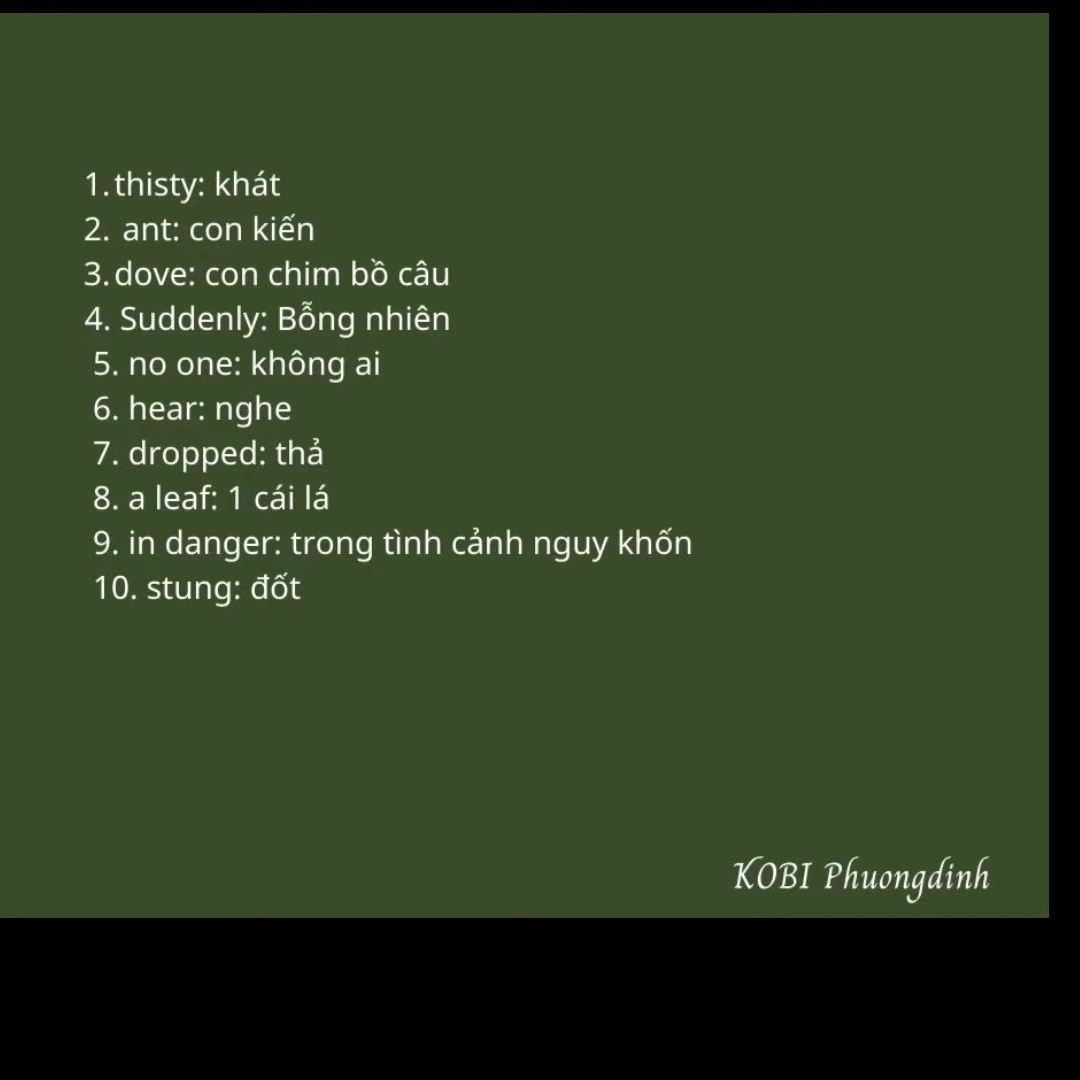 1. thisty: khát
2. ant: con kiến
3. dove: con chim bồ câu
4. Suddenly: Bỗng nhiên
5. no one: không ai
6. hear: nghe
7. dropped: thả
8. a leaf: 1 cái lá
9. in danger: trong tình cảnh nguy khốn
10. stung: đốt
KOBI Phuongdinh